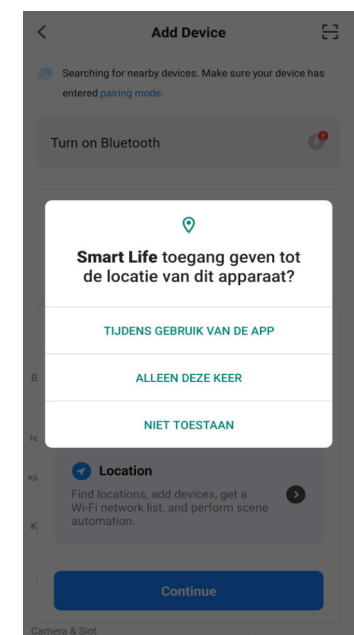 Add Device
Searching for nearby devices. Make sure your device has
entered pairing mode.
Turn on Bluetooth
Smart Life toegang geven tot
de locatie van dit apparaat?
TIJDENS GEBRUIK VAN DE APP
ALLEEN DEZE KEER
NIET TOESTAAN
B
hu
Kli
K
Location
Find locations, add devices, get a
Wi-Fi network list, and perform scene
automation.
Continue
Camera & Slot